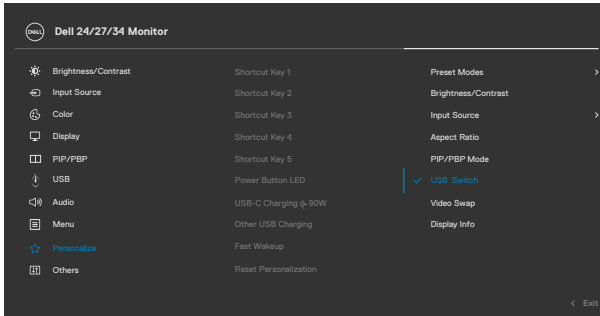 DELL Dell 24/27/34 Monitor
Brightness/Contrast
Input Source
Color
Display
PIP/PBP
USB
Audio
Menu
Personalize
Others
Shortcut Key 1
Shortcut Key 2
Shortcut Key 3
Shortcut Key 4
Shortcut Key 5
Power Button LED
USB-C Charging 90W
Other USB Charging
Fast Wakeup
Reset Personalization
Preset Modes
Brightness/Contrast
Input Source
Aspect Ratio
PIP/PBP Mode
USB Switch
Video Swap
Display Info
Exit